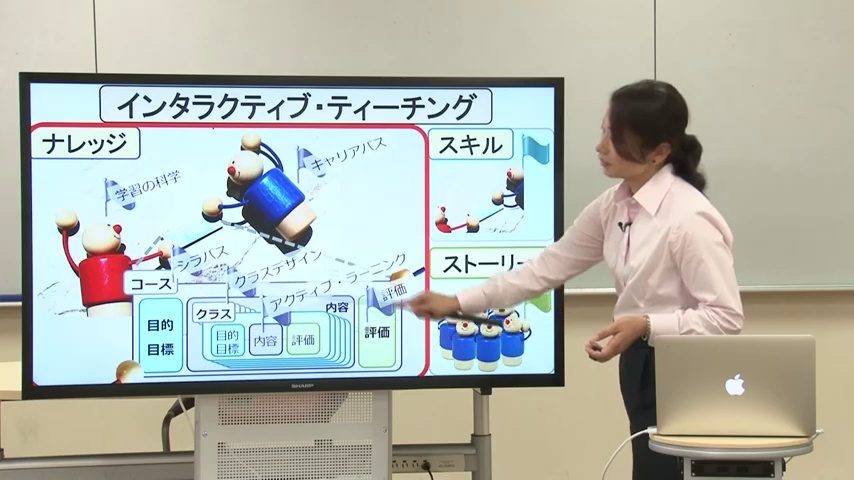 インタラクティブ・ティーチング
ナレッジ
スキル
キャリアパス
学習の科学
シラバス
クラスデザイン
アクティブ・ラーニング
評価
ストーリー
コース
目的
目標
クラス
内容
目的
目標
内容
評価
評価
SHARP